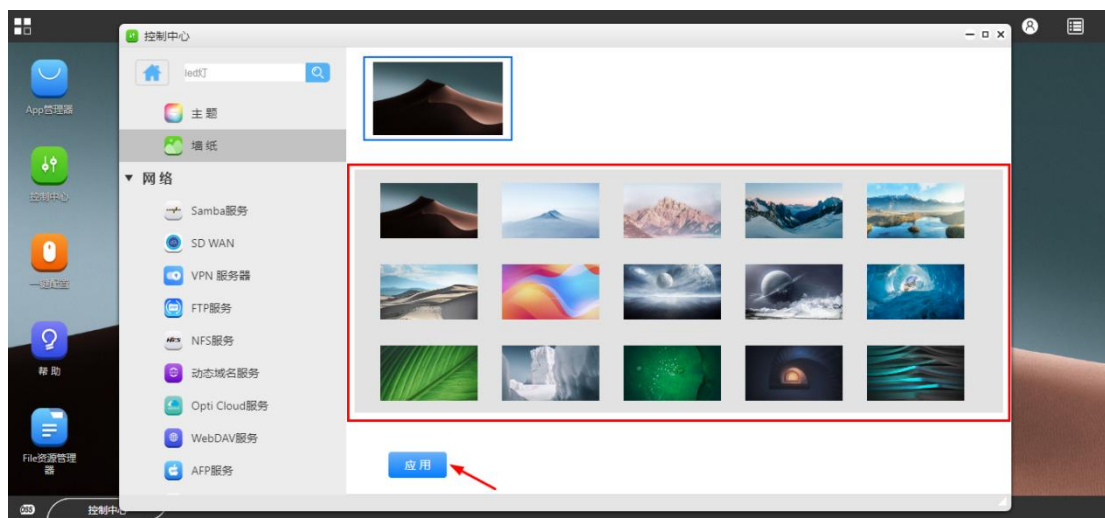 控制中心
App管理器
控制中心
一键配置
帮助
File资源管理
器
led灯
主题
墙纸
网络
Samba服务
SD WAN
VPN 服务器
FTP服务
NFS服务
动态域名服务
Opti Cloud服务
WebDAV服务
AFP服务
应用
控制中心